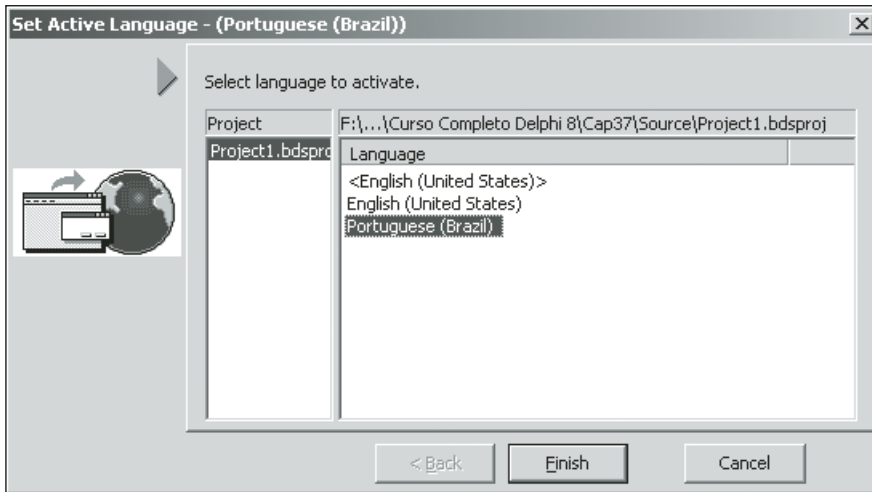 Set Active Language - (Portuguese (Brazil))
Select language to activate.
Project
F:\...\Curso Completo Delphi 8\Cap37\Source\Project1.bdsproj
Project1.bdspro
Language
<English (United States)>
English (United States)
Portuguese (Brazil)
< Back
Finish
Cancel